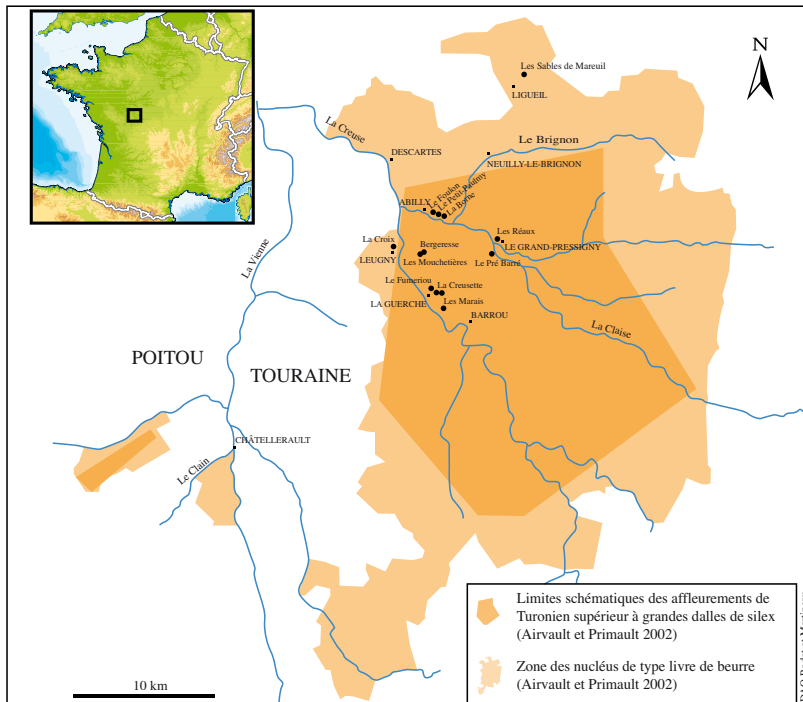 N
Les Sables de Mareuil
LIGUEIL
La Creuse
Le Brignon
DESCARTES
NEUILLY-LE-BRIGNON
ABILLY
Le Foulon
Le Petit-Paulmy
La Borne
La Croix
LEUGNY
Bergeresse
Les Mouchetières
Les Réaux
LE GRAND-PRESSIGNY
Le Pré Barré
La Vienne
Le Fumeriou
La Creusette
LA GUERCHE
Les Marais
BARROU
La Claise
POITOU
TOURAINE
CHÂTELLERAULT
Le Clain
Limites schématiques des affleurements de
Turonien supérieur à grandes dalles de silex
(Airvault et Primault 2002)
Zone des nucléus de type livre de beurre
(Airvault et Primault 2002)
10 km